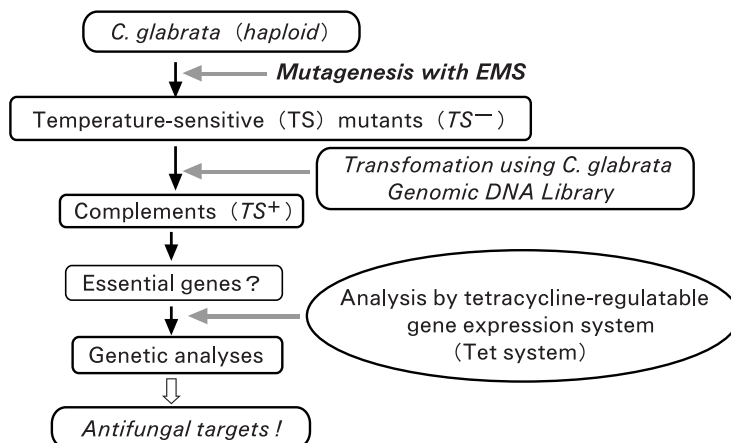 C. glabrata（haploid）
Mutagenesis with EMS
Temperature-sensitive（TS）mutants（TS—）
Transfomation using C. glabrata
Genomic DNA Library
Complements（TS+）
Essential genes？
Analysis by tetracycline-regulatable
gene expression system
（Tet system）
Genetic analyses
Antifungal targets !